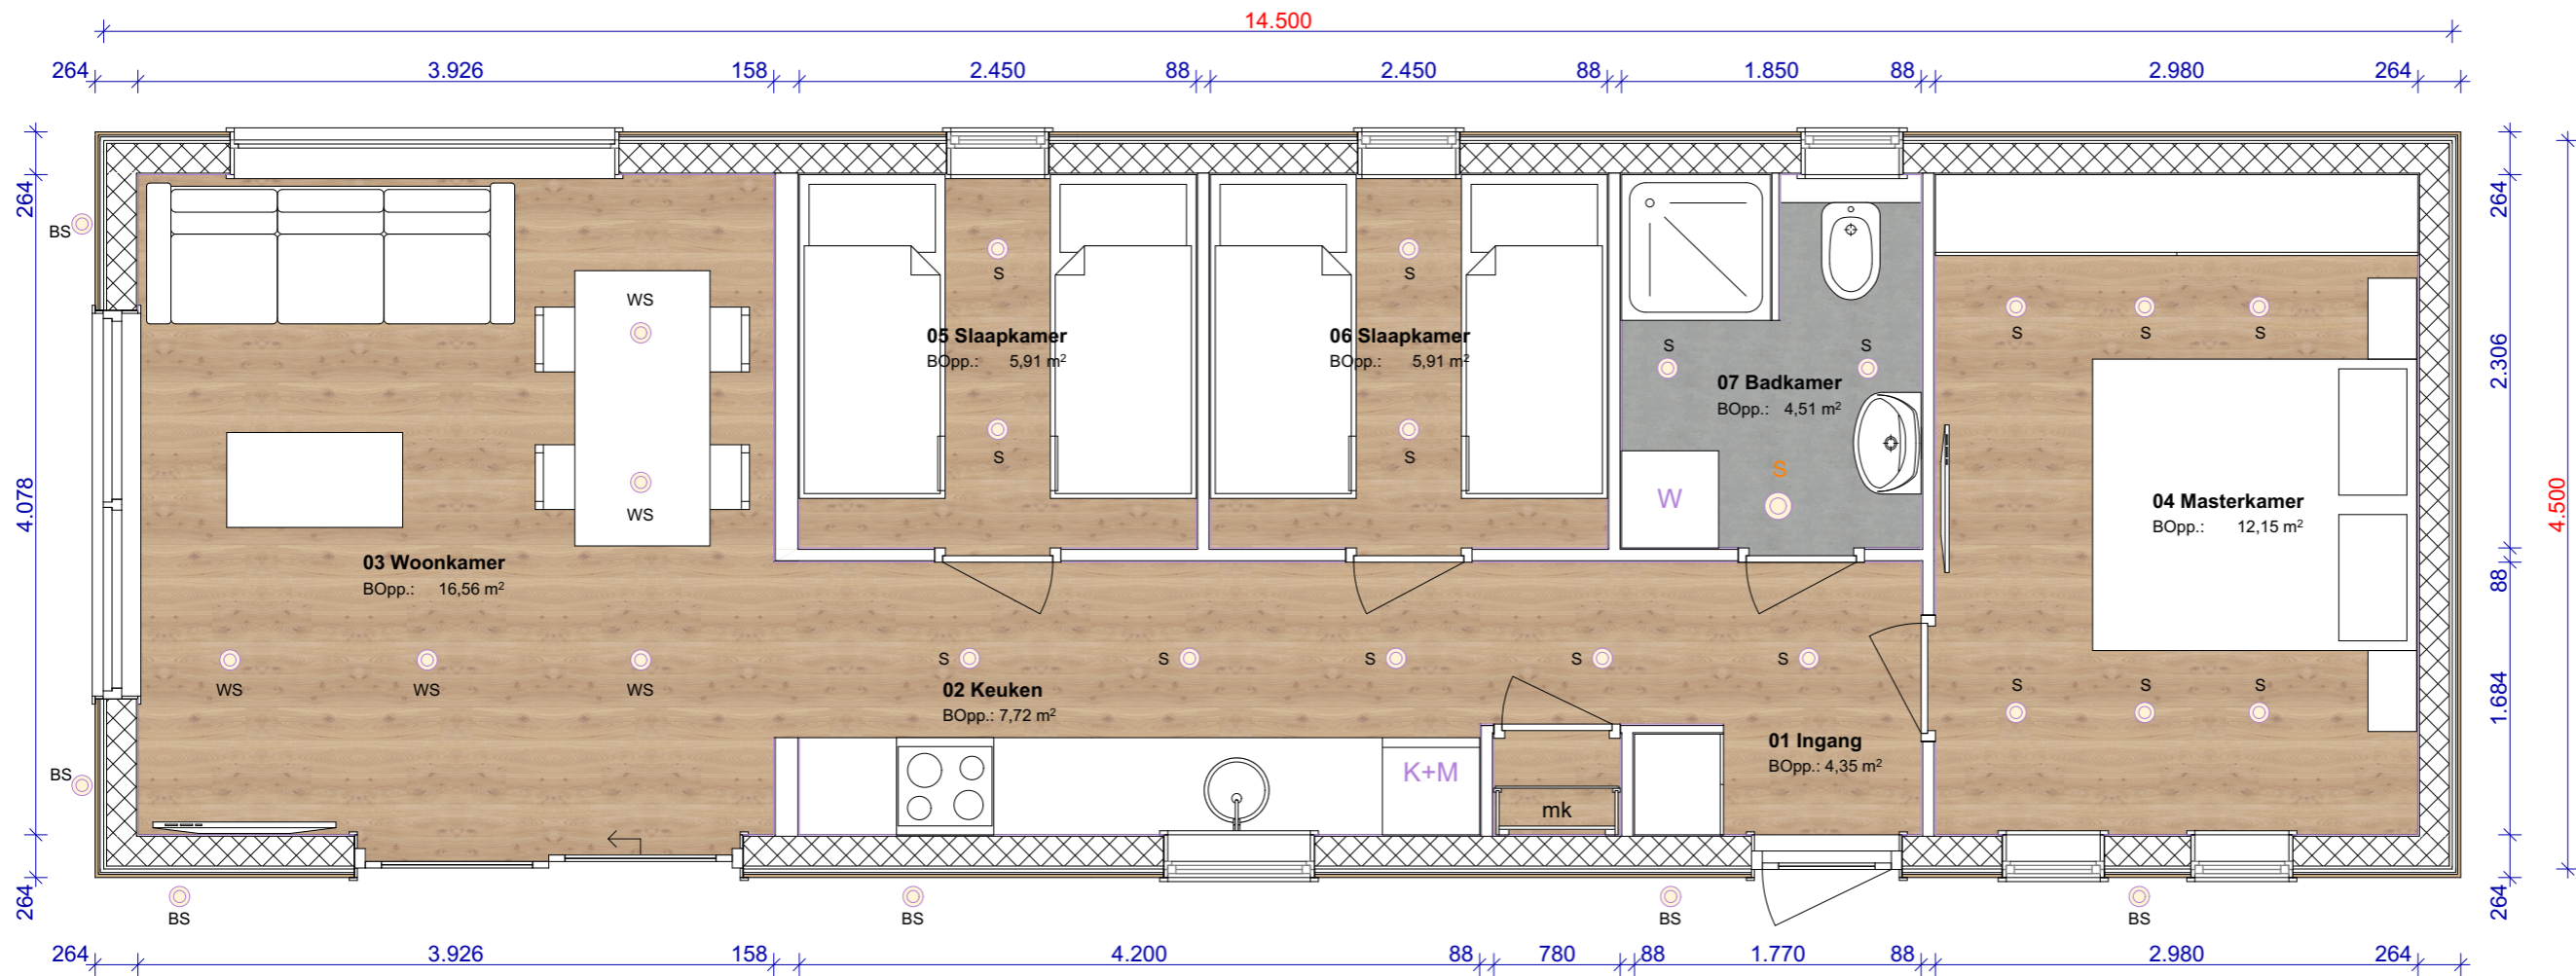 14.500
264 3.926 158 2.450 88 2.450 88 1.850 88 2.980 264
264
4.078
264
264
2.306
88
1.684
264
4.500
BS
BS
WS
WS
03 Woonkamer
BOpp.: 16,56 m²
WS WS WS
S
05 Slaapkamer
BOpp.: 5,91 m²
S
S
06 Slaapkamer
BOpp.: 5,91 m²
S
S S
07 Badkamer
BOpp.: 4,51 m²
S
W
S S S
04 Masterkamer
BOpp.: 12,15 m²
S S S
S S S S S
02 Keuken
BOpp.: 7,72 m²
K+M
mk
01 Ingang
BOpp.: 4,35 m²
BS BS BS BS
264 3.926 158 4.200 88 780 88 1.770 88 2.980 264